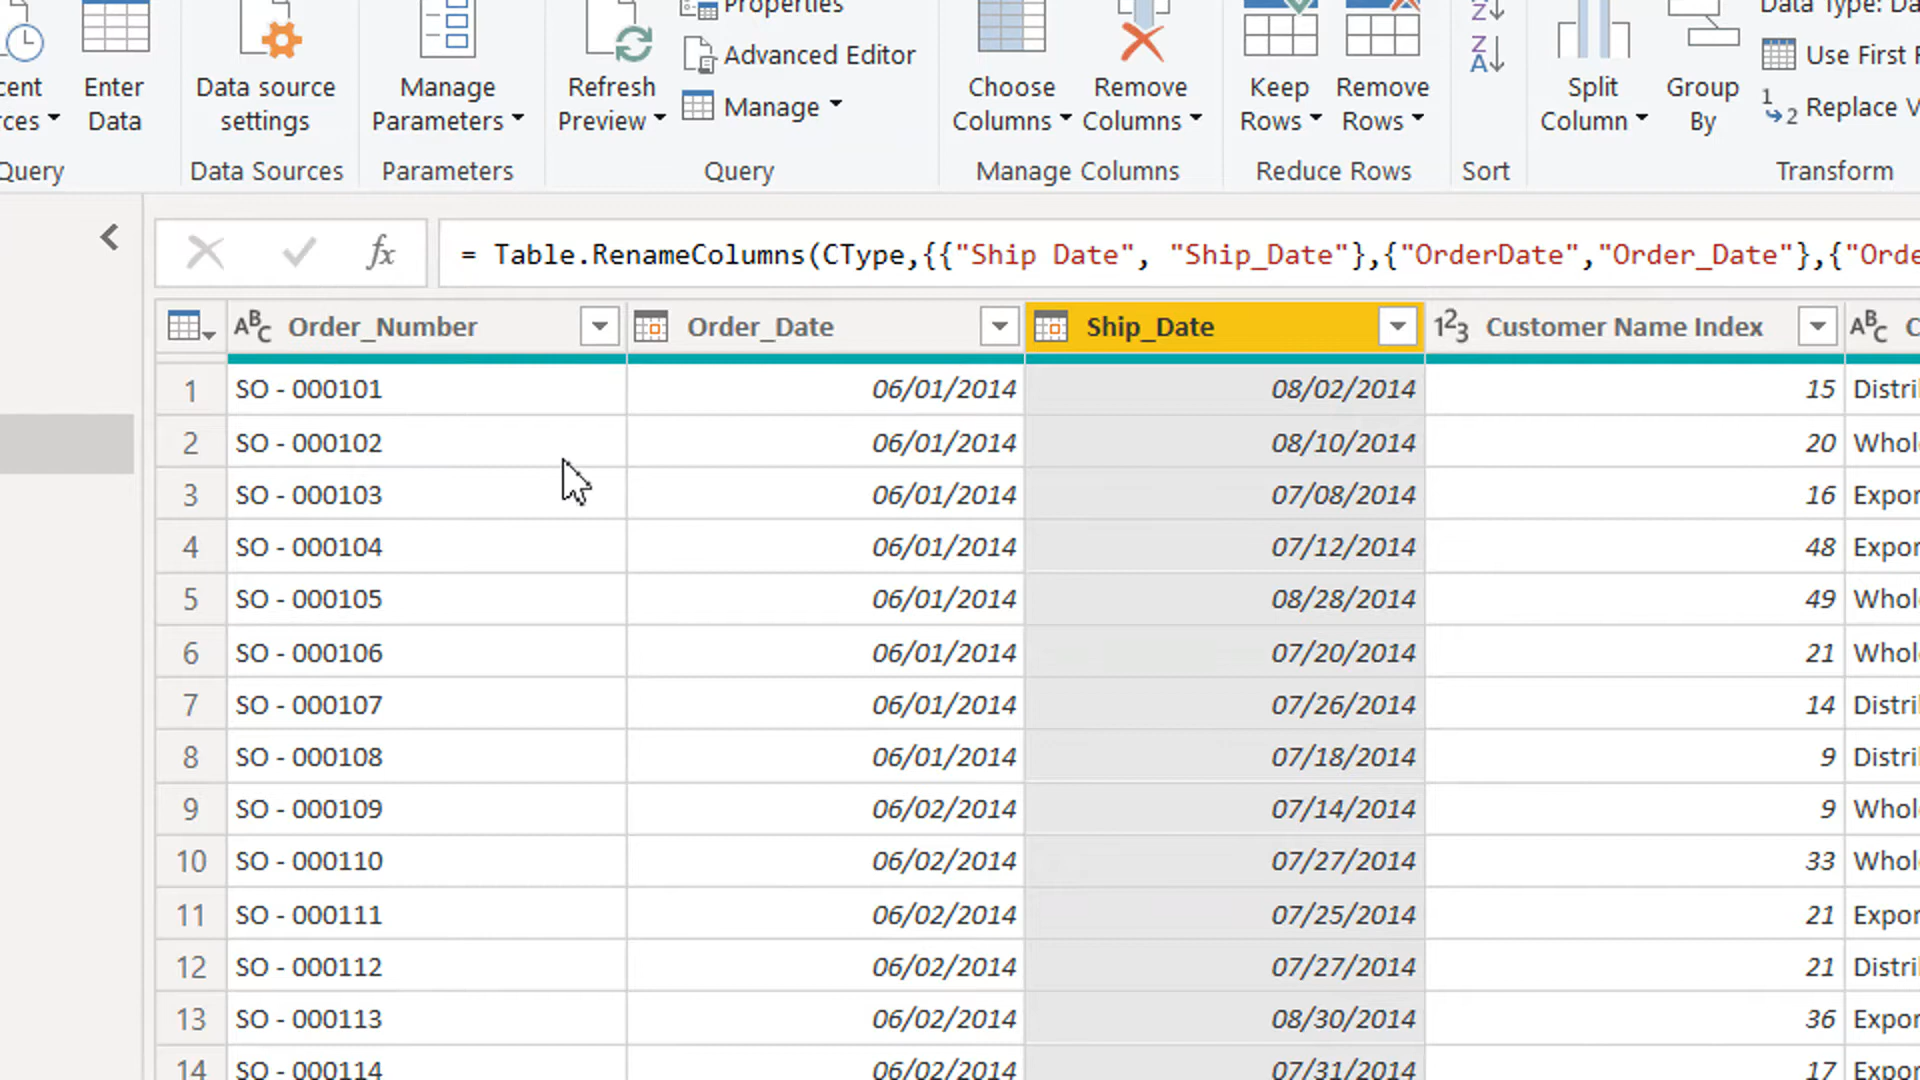 Properties
Data Type: Da
Advanced Editor
Use First R
cent
Enter
Data source
Manage
Refresh
Manage
Choose
Remove
Keep
Remove
Split
Group
Replace V
ces
Data
settings
Parameters
Preview
Columns
Columns
Rows
Rows
Column
By
Query
Data Sources
Parameters
Query
Manage Columns
Reduce Rows
Sort
Transform
fx = Table.RenameColumns(CType,{{"Ship Date", "Ship_Date"},{"OrderDate","Order_Date"},{"Orde
ABC Order_Number Order_Date Ship_Date 123 Customer Name Index ABC C
1 SO - 000101 06/01/2014 08/02/2014 15 Distri
2 SO - 000102 06/01/2014 08/10/2014 20 Whol
3 SO - 000103 06/01/2014 07/08/2014 16 Expor
4 SO - 000104 06/01/2014 07/12/2014 48 Expor
5 SO - 000105 06/01/2014 08/28/2014 49 Whol
6 SO - 000106 06/01/2014 07/20/2014 21 Whol
7 SO - 000107 06/01/2014 07/26/2014 14 Distri
8 SO - 000108 06/01/2014 07/18/2014 9 Distri
9 SO - 000109 06/02/2014 07/14/2014 9 Whol
10 SO - 000110 06/02/2014 07/27/2014 33 Whol
11 SO - 000111 06/02/2014 07/25/2014 21 Expor
12 SO - 000112 06/02/2014 07/27/2014 21 Distri
13 SO - 000113 06/02/2014 08/30/2014 36 Expor
14 SO - 000114 06/02/2014 07/31/2014 17 Expor